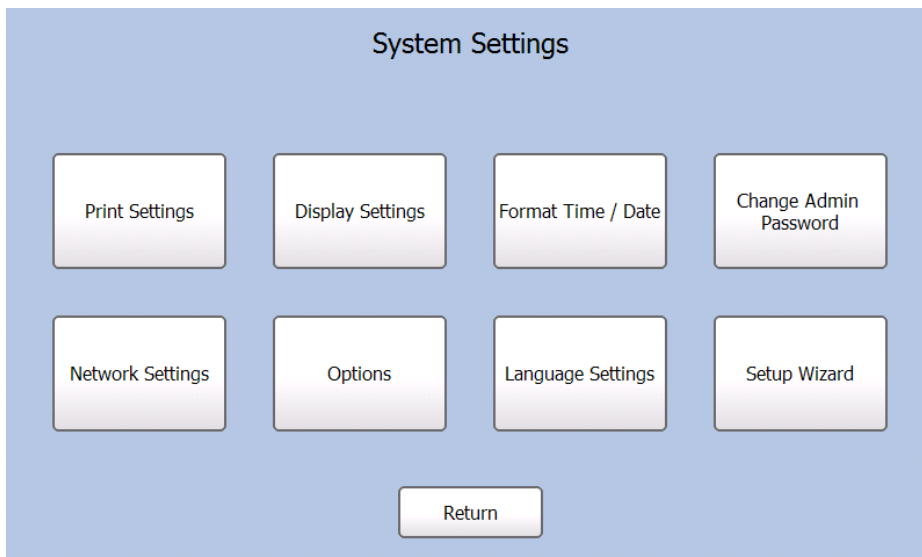 System Settings
Print Settings
Display Settings
Format Time / Date
Change Admin
Password
Network Settings
Options
Language Settings
Setup Wizard
Return